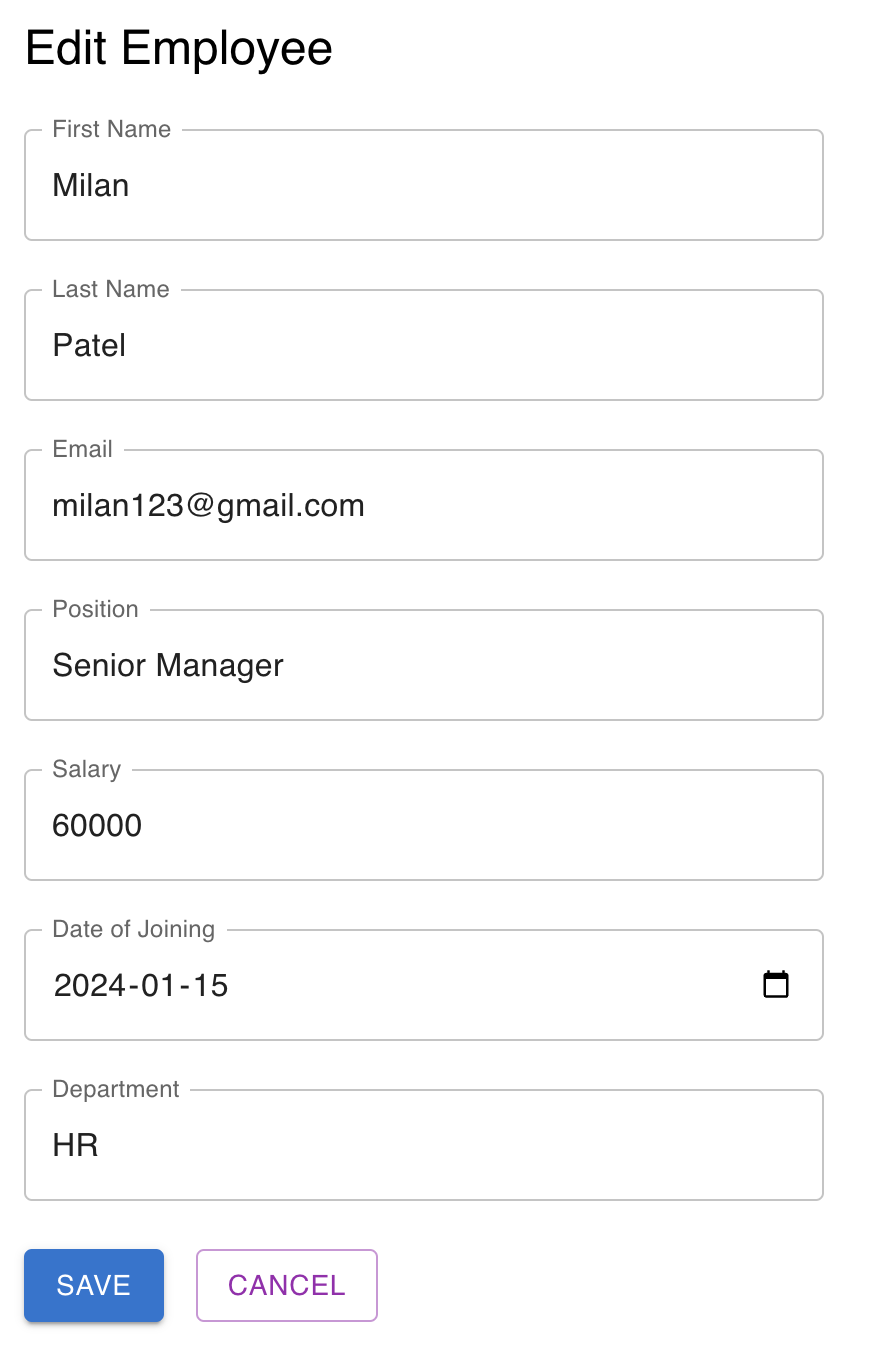 Edit Employee
First Name
Milan
Last Name
Patel
Email
milan123@gmail.com
Position
Senior Manager
Salary
60000
Date of Joining
2024-01-15
Department
HR
SAVE CANCEL